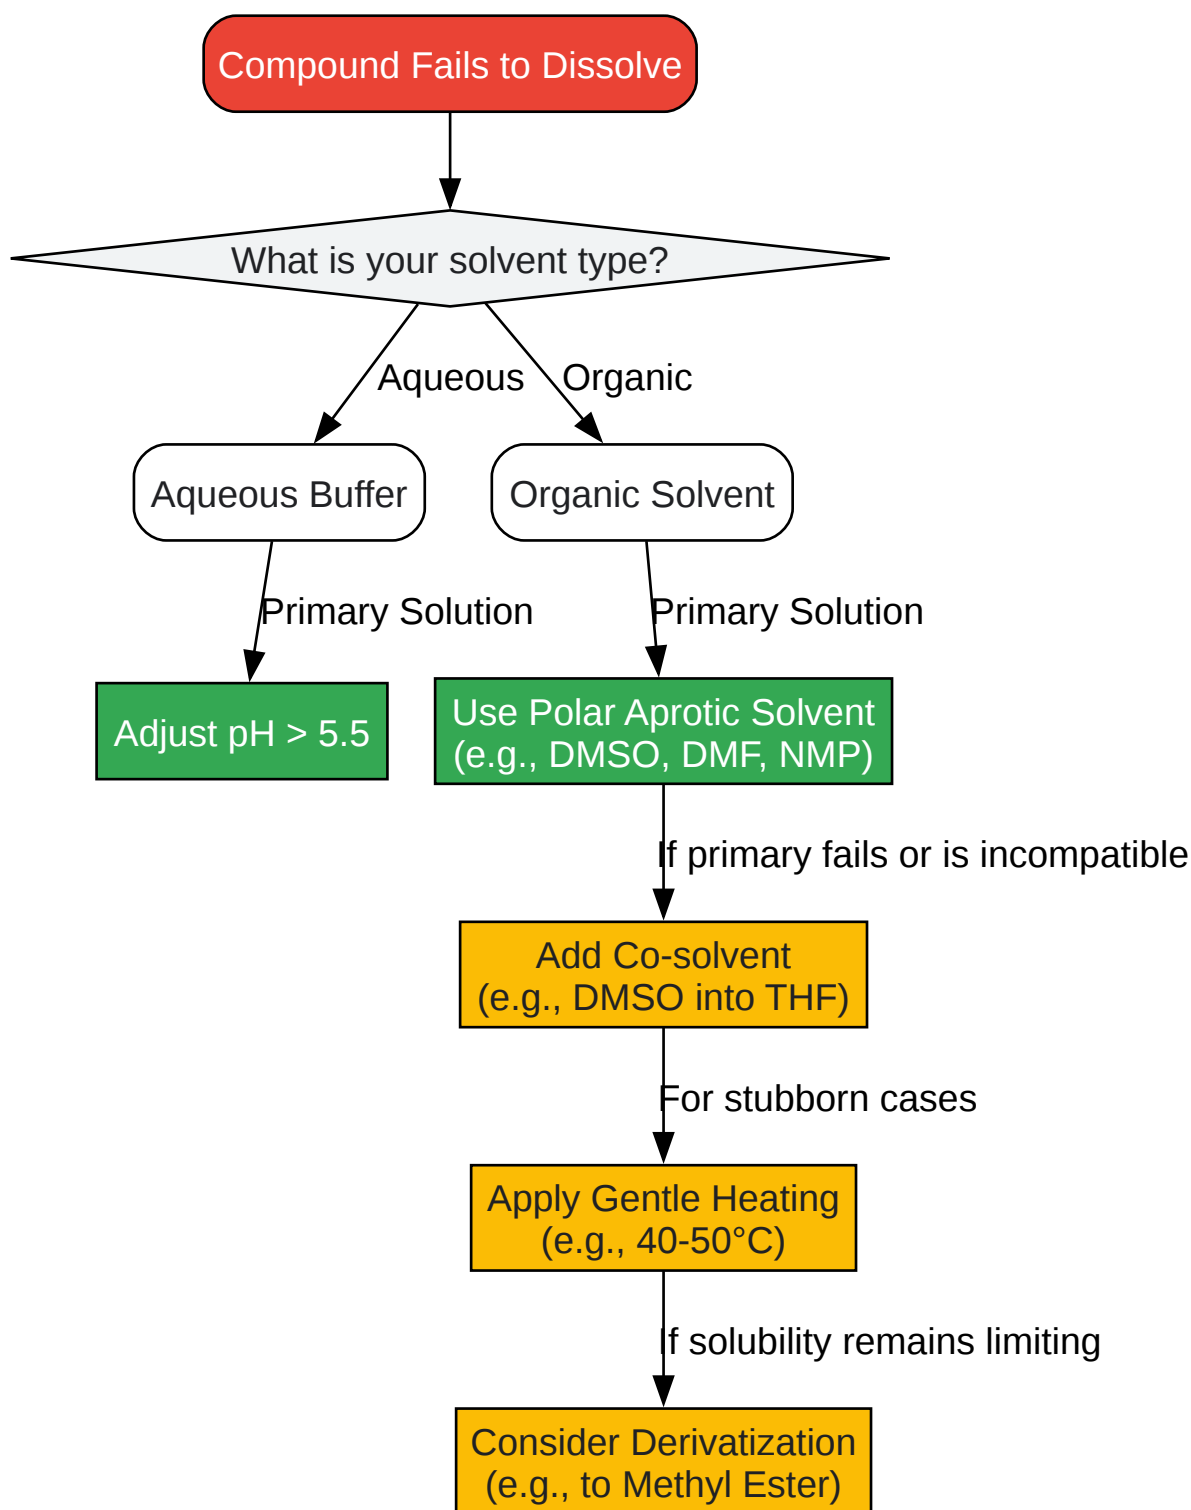 Compound Fails to Dissolve
What is your solvent type?
Aqueous
Organic
Aqueous Buffer
Organic Solvent
Primary Solution
Primary Solution
Adjust pH > 5.5
Use Polar Aprotic Solvent
(e.g., DMSO, DMF, NMP)
If primary fails or is incompatible
Add Co-solvent
(e.g., DMSO into THF)
For stubborn cases
Apply Gentle Heating
(e.g., 40-50°C)
If solubility remains limiting
Consider Derivatization
(e.g., to Methyl Ester)